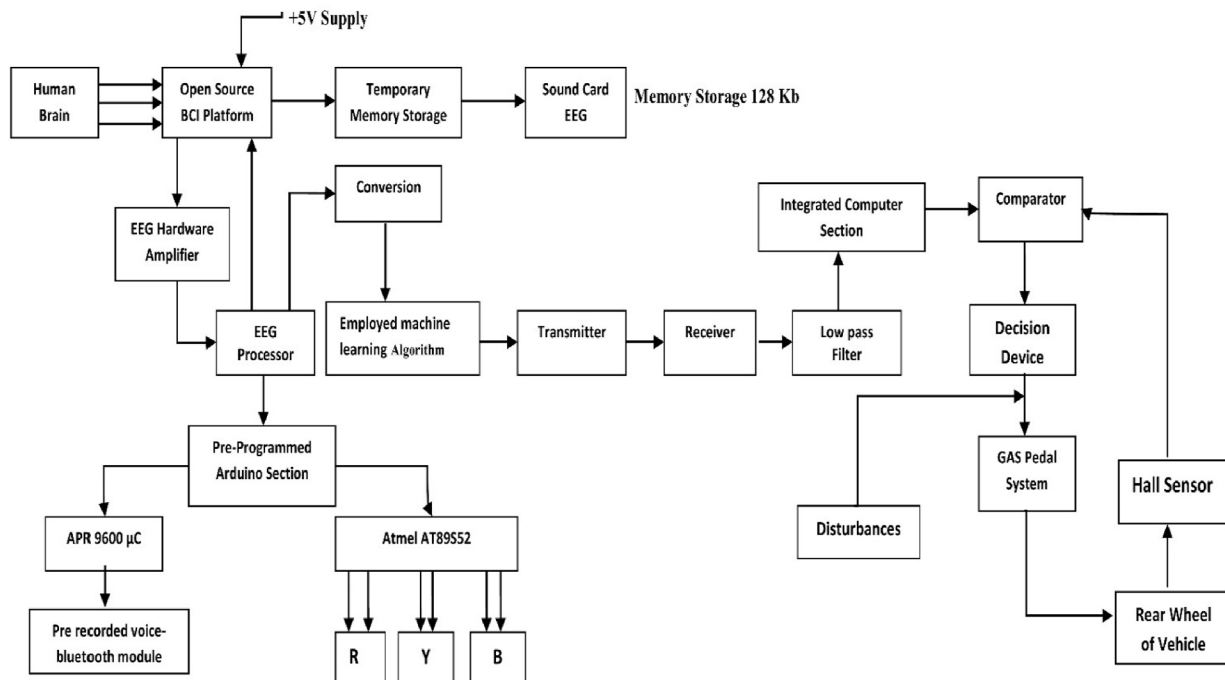 +5V Supply
Human
Brain
Open Source
BCI Platform
Temporary
Memory Storage
Sound Card
EEG
Memory Storage 128 Kb
Conversion
Integrated Computer
Section
Comparator
EEG Hardware
Amplifier
EEG
Processor
Employed machine
learning Algorithm
Transmitter
Receiver
Low pass
Filter
Decision
Device
Pre-Programmed
Arduino Section
GAS Pedal
System
Hall Sensor
Disturbances
APR 9600 µC
Atmel AT89S52
Pre recorded voice-
bluetooth module
R
Y
B
Rear Wheel
of Vehicle